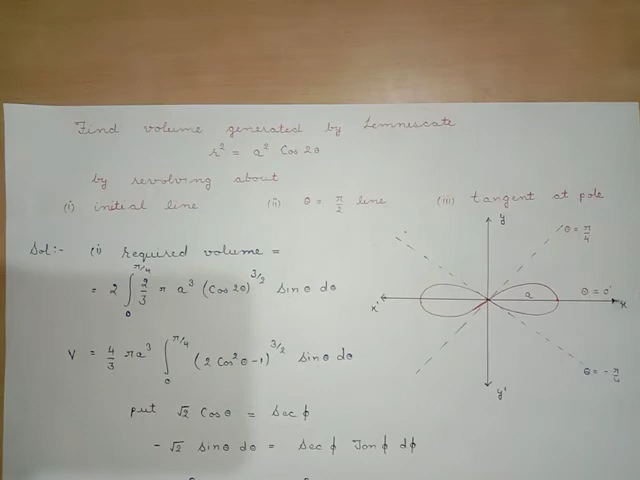 Find volume generated by Lemniscate
r² = a² Cos 2θ
by revolving about
(i) initial line (ii) θ = π/2 line (iii) tangent at pole
Sol:- (i) required volume =
= 2 ∫₀^{π/4} 2/3 π a³ (Cos 2θ)^{3/2} sin θ dθ
V = 4/3 πa³ ∫₀^{π/4} (2 Cos²θ -1)^{3/2} sin θ dθ
put √2 Cos θ = Sec ϕ
- √2 sin θ dθ = Sec ϕ Tan ϕ dϕ
y
θ = π/4
a
θ = 0
x'
x
θ = - π/4
y'